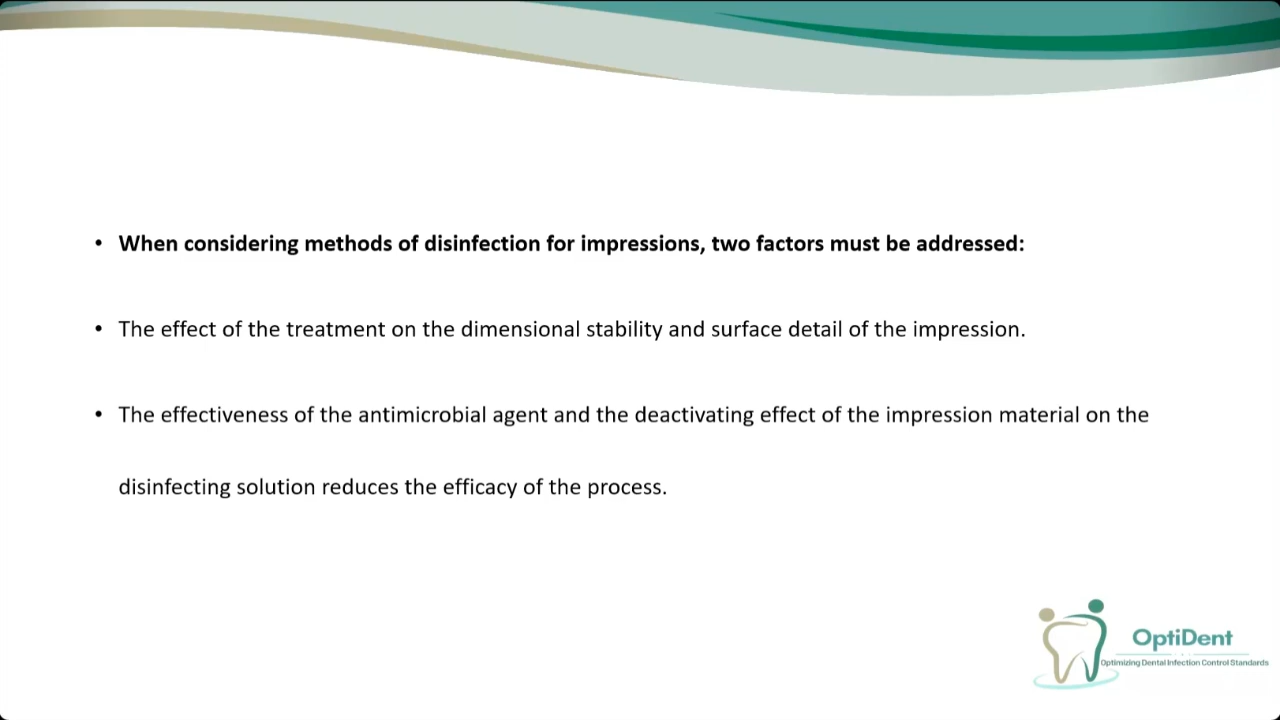 • When considering methods of disinfection for impressions, two factors must be addressed:
• The effect of the treatment on the dimensional stability and surface detail of the impression.
• The effectiveness of the antimicrobial agent and the deactivating effect of the impression material on the
disinfecting solution reduces the efficacy of the process.
OptiDent
Optimizing Dental Infection Control Standards